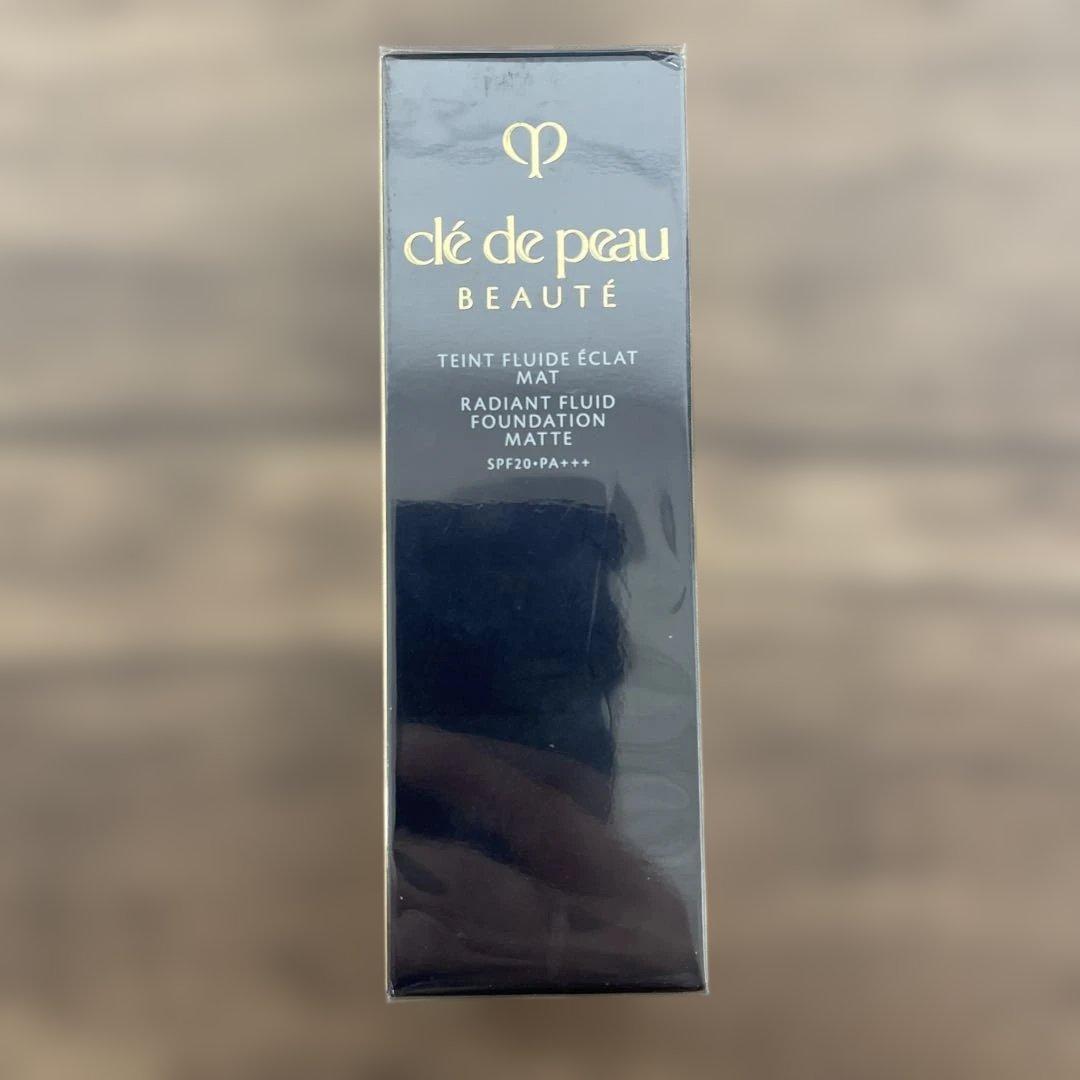 clé de peau
BEAUTÉ
TEINT FLUIDE ÉCLAT
MAT
RADIANT FLUID
FOUNDATION
MATTE
SPF20•PA+++